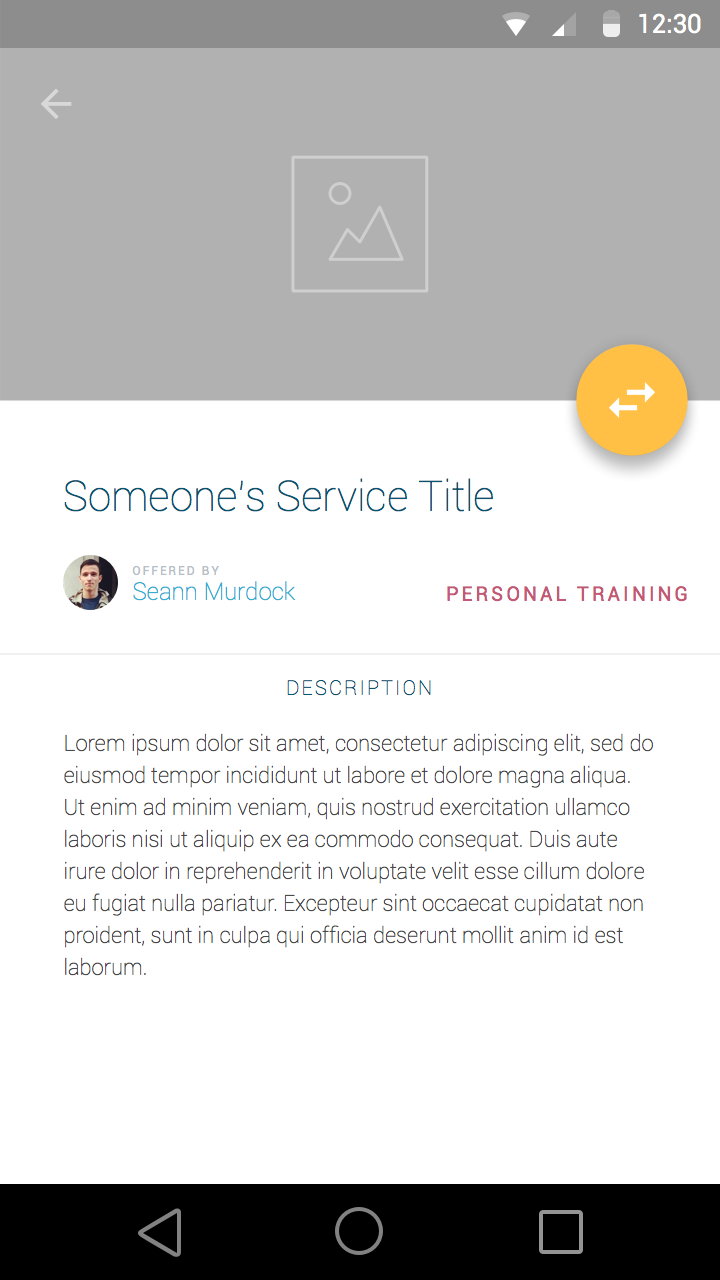 12:30
Someone's Service Title
OFFERED BY
Seann Murdock
PERSONAL TRAINING
DESCRIPTION
Lorem ipsum dolor sit amet, consectetur adipiscing elit, sed do
eiusmod tempor incididunt ut labore et dolore magna aliqua.
Ut enim ad minim veniam, quis nostrud exercitation ullamco
laboris nisi ut aliquip ex ea commodo consequat. Duis aute
irure dolor in reprehenderit in voluptate velit esse cillum dolore
eu fugiat nulla pariatur. Excepteur sint occaecat cupidatat non
proident, sunt in culpa qui officia deserunt mollit anim id est
laborum.